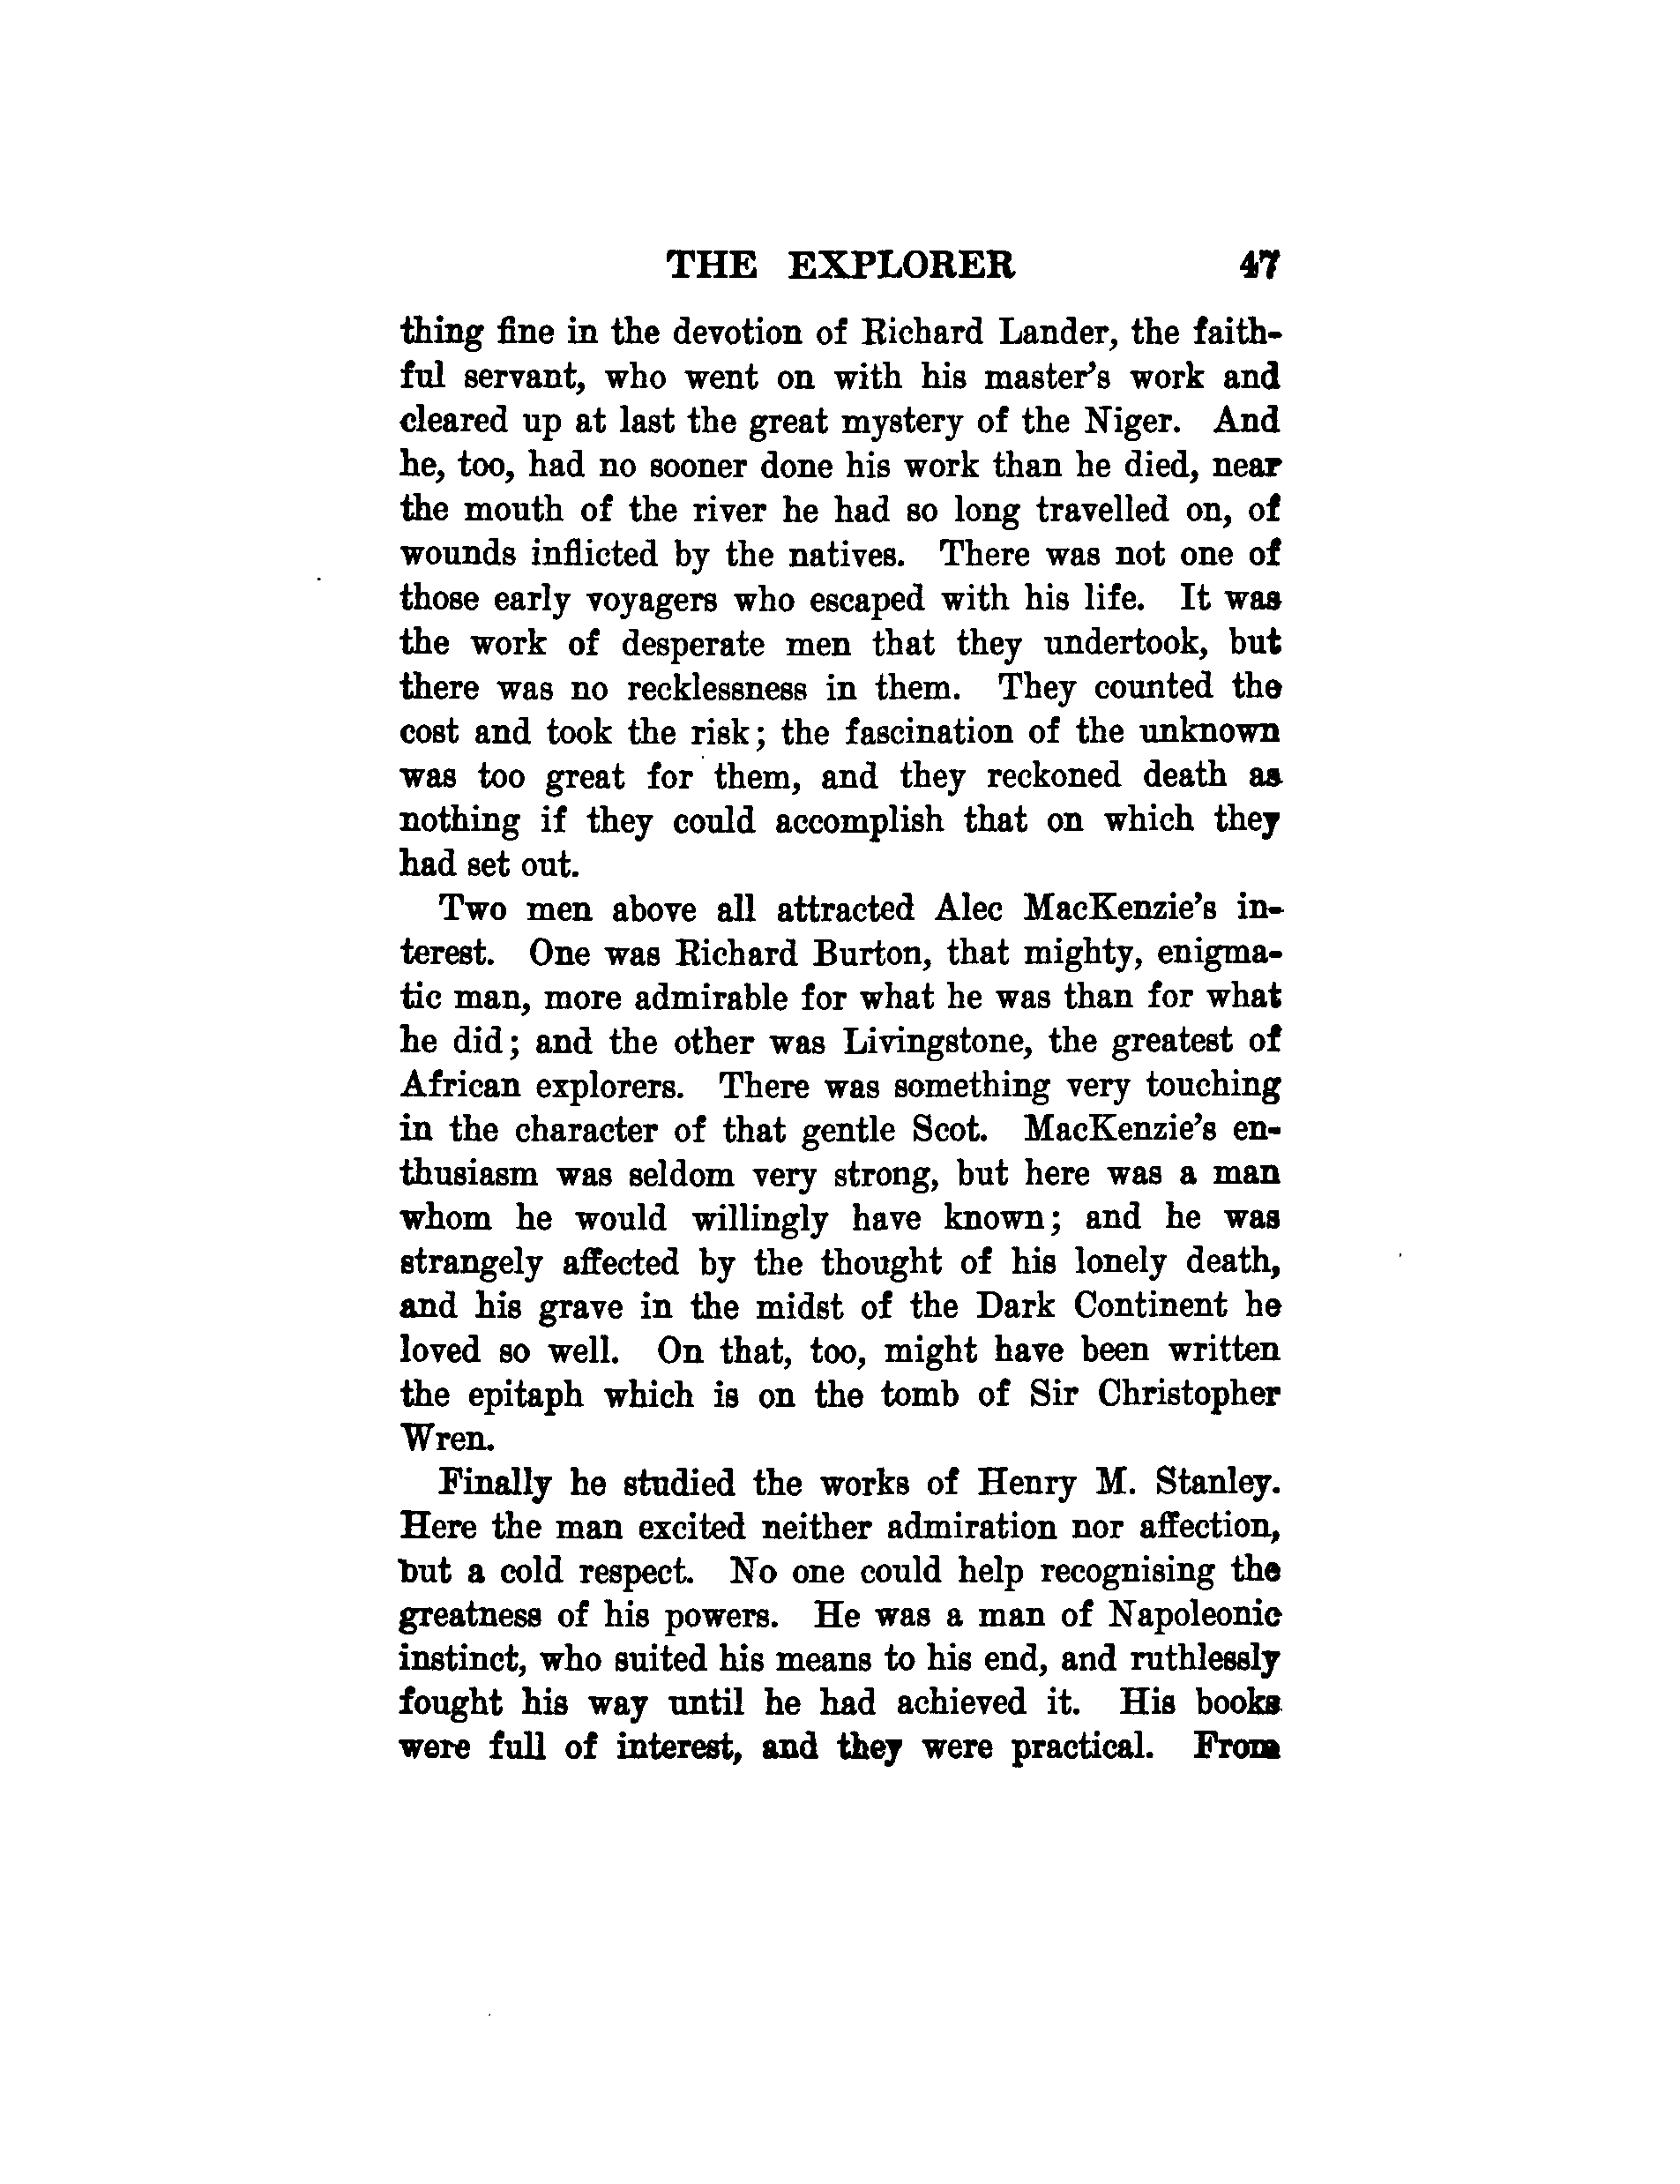 THE EXPLORER 47
thing fine in the devotion of Richard Lander, the faith-
ful servant, who went on with his master's work and
cleared up at last the great mystery of the Niger. And
he, too, had no sooner done his work than he died, near
the mouth of the river he had so long travelled on, of
wounds inflicted by the natives. There was not one of
those early voyagers who escaped with his life. It was
the work of desperate men that they undertook, but
there was no recklessness in them. They counted the
cost and took the risk; the fascination of the unknown
was too great for them, and they reckoned death as
nothing if they could accomplish that on which they
had set out.
Two men above all attracted Alec MacKenzie's in-
terest. One was Richard Burton, that mighty, enigma-
tic man, more admirable for what he was than for what
he did; and the other was Livingstone, the greatest of
African explorers. There was something very touching
in the character of that gentle Scot. MacKenzie's en-
thusiasm was seldom very strong, but here was a man
whom he would willingly have known; and he was
strangely affected by the thought of his lonely death,
and his grave in the midst of the Dark Continent he
loved so well. On that, too, might have been written
the epitaph which is on the tomb of Sir Christopher
Wren.
Finally he studied the works of Henry M. Stanley.
Here the man excited neither admiration nor affection,
but a cold respect. No one could help recognising the
greatness of his powers. He was a man of Napoleonic
instinct, who suited his means to his end, and ruthlessly
fought his way until he had achieved it. His books
were full of interest, and they were practical. From